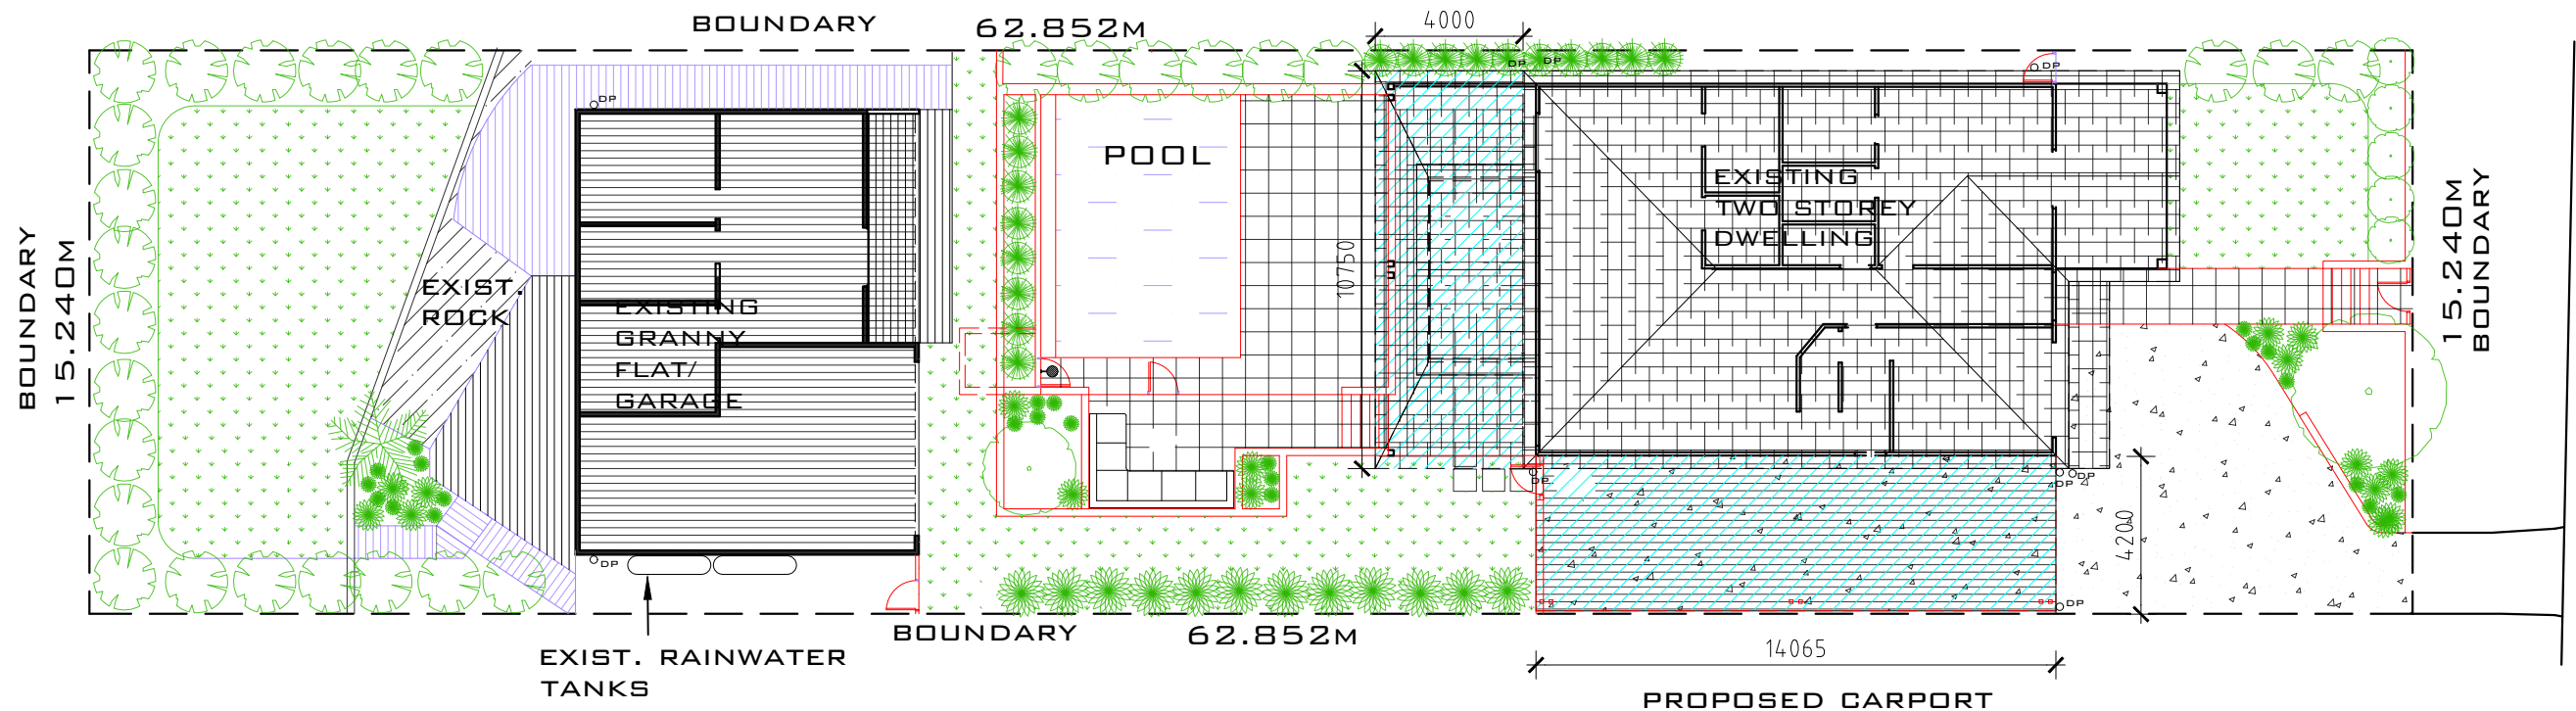 BOUNDARY
62.852M
4000
DP
DP
DP
DP
POOL
EXISTING
TWO STOREY
DWELLING
BOUNDARY
15.240M
15.240M
BOUNDARY
10750
EXIST.
ROCK
EXISTING
GRANNY
FLAT/
GARAGE
DP
DP
DP
4200
DP
DP
BOUNDARY
62.852M
EXIST. RAINWATER
TANKS
14065
PROPOSED CARPORT